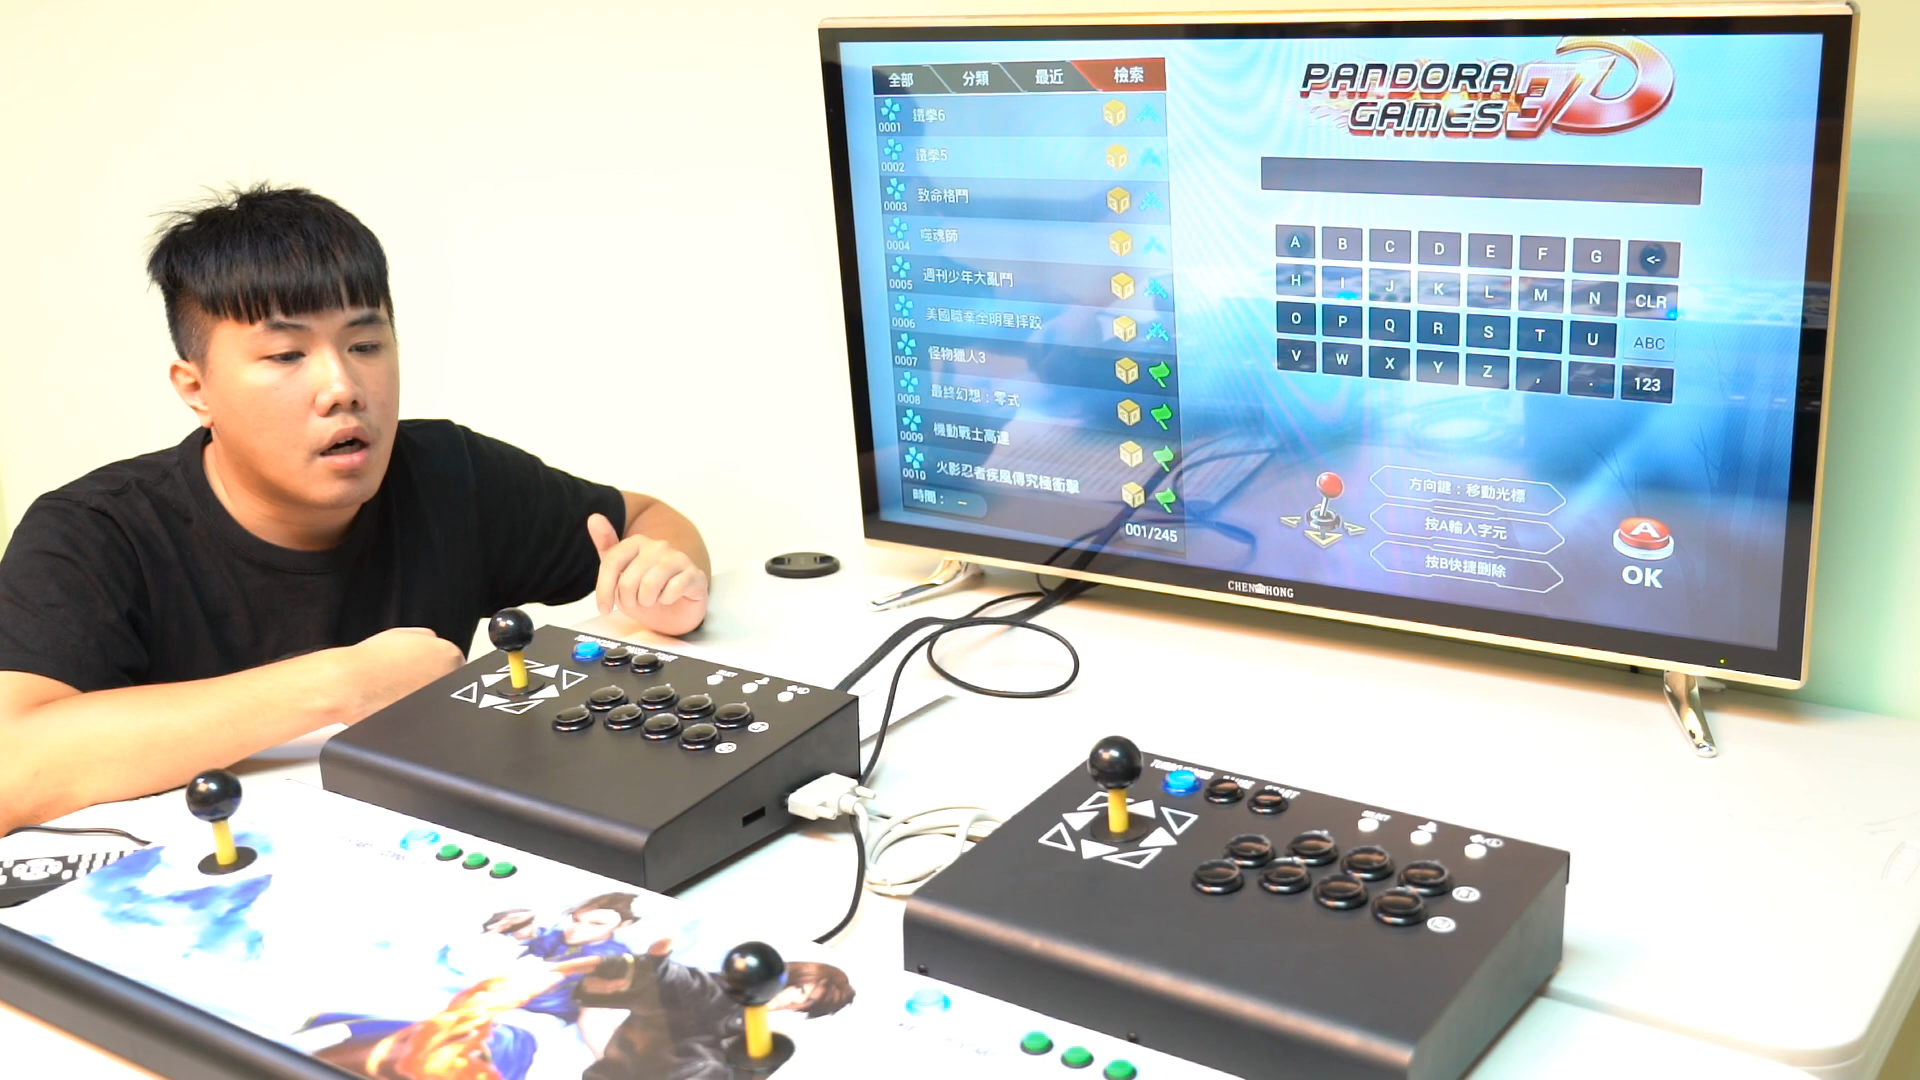 全部 分類 最近 檢索
0001 鐵拳6
0002 鐵拳5
0003 致命格鬥
0004 噬魂師
0005 週刊少年大亂鬥
0006 美國職業全明星摔跤
0007 怪物獵人3
0008 最終幻想：零式
0009 機動戰士高達
0010 火影忍者疾風傳究極衝擊
時間： –
001/245
PANDORA
GAMES 3D
A B C D E F G <-
H I J K L M N CLR
O P Q R S T U ABC
V W X Y Z , . 123
方向鍵：移動光標
按A輸入字元
按B快捷刪除
A
OK
CHENHONG